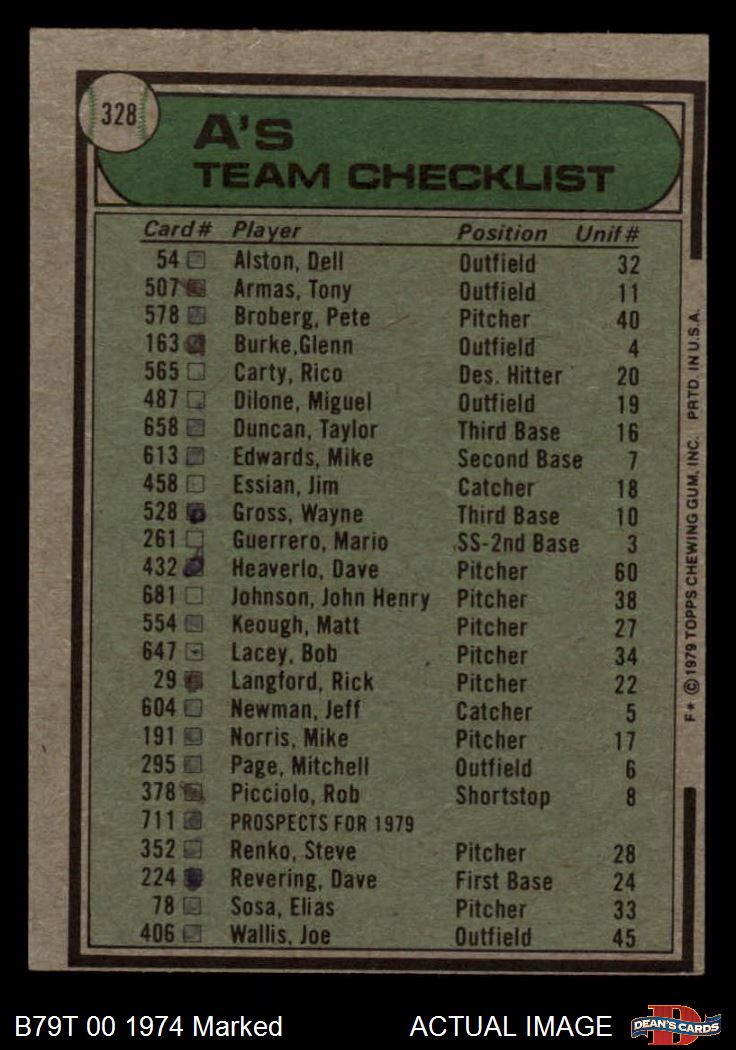 328
A'S
TEAM CHECKLIST
Card# Player Position Unif#
54 Alston, Dell Outfield 32
507 Armas, Tony Outfield 11
578 Broberg, Pete Pitcher 40
163 Burke,Glenn Outfield 4
565 Carty, Rico Des. Hitter 20
487 Dilone, Miguel Outfield 19
658 Duncan, Taylor Third Base 16
613 Edwards, Mike Second Base 7
458 Essian, Jim Catcher 18
528 Gross, Wayne Third Base 10
261 Guerrero, Mario SS-2nd Base 3
432 Heaverlo, Dave Pitcher 60
681 Johnson, John Henry Pitcher 38
554 Keough, Matt Pitcher 27
647 Lacey, Bob Pitcher 34
29 Langford, Rick Pitcher 22
604 Newman, Jeff Catcher 5
191 Norris, Mike Pitcher 17
295 Page, Mitchell Outfield 6
378 Picciolo, Rob Shortstop 8
711 PROSPECTS FOR 1979
352 Renko, Steve Pitcher 28
224 Revering, Dave First Base 24
78 Sosa, Elias Pitcher 33
406 Wallis, Joe Outfield 45
F* © 1979 TOPPS CHEWING GUM, INC. PRTD. IN U.S.A.
B79T 00 1974 Marked ACTUAL IMAGE
DEAN'S CARDS